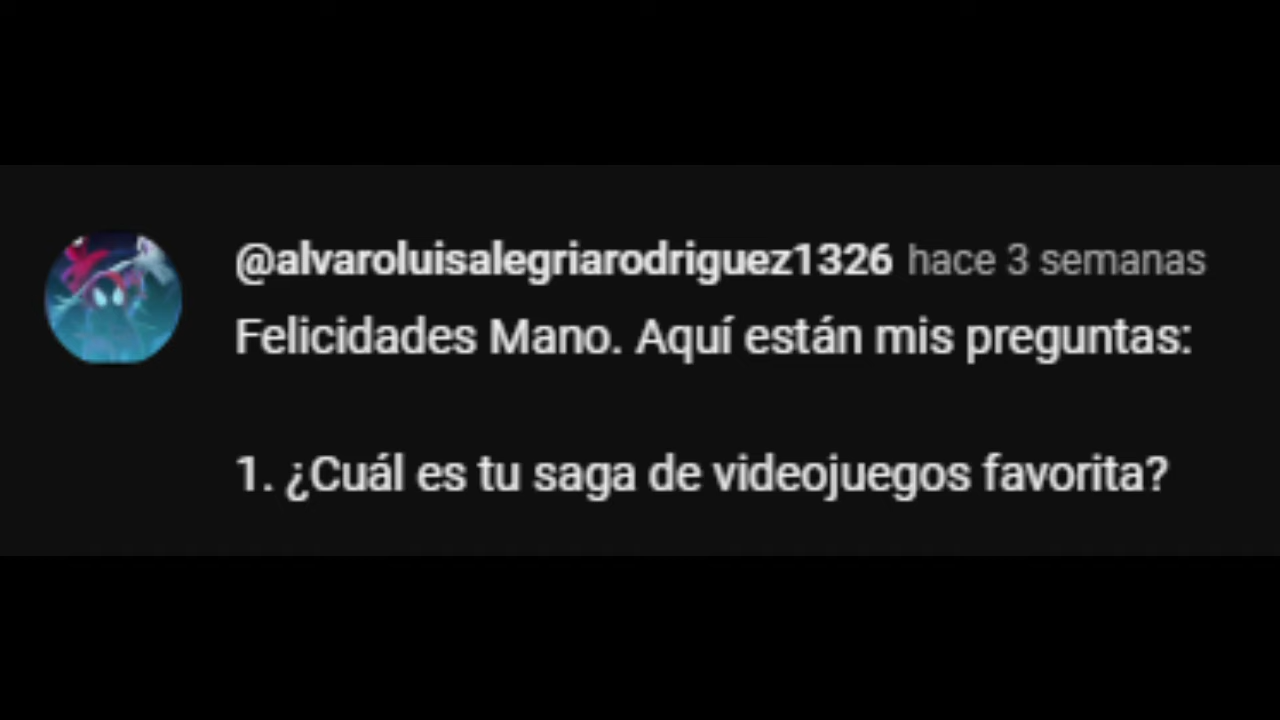 @alvaroluisalegriarodriguez1326 hace 3 semanas
Felicidades Mano. Aquí están mis preguntas:
1. ¿Cuál es tu saga de videojuegos favorita?